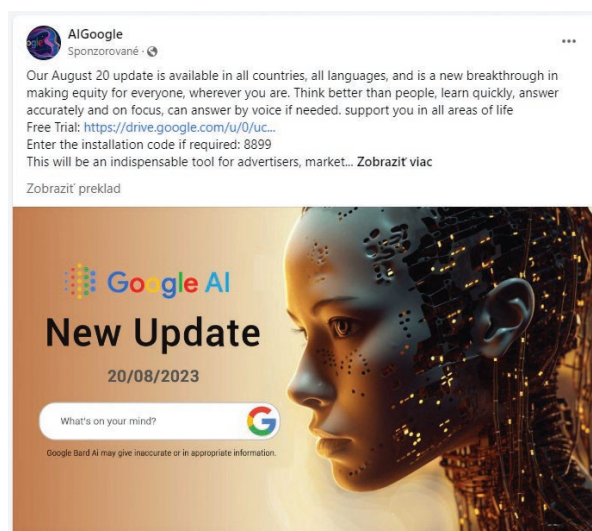 AIGoogle
Sponzorované ·
Our August 20 update is available in all countries, all languages, and is a new breakthrough in
making equity for everyone, wherever you are. Think better than people, learn quickly, answer
accurately and on focus, can answer by voice if needed. support you in all areas of life
Free Trial: https://drive.google.com/u/0/uc...
Enter the installation code if required: 8899
This will be an indispensable tool for advertisers, market... Zobraziť viac
Zobraziť preklad
Google AI
New Update
20/08/2023
What's on your mind?
G
Google Bard Ai may give inaccurate or in appropriate information.